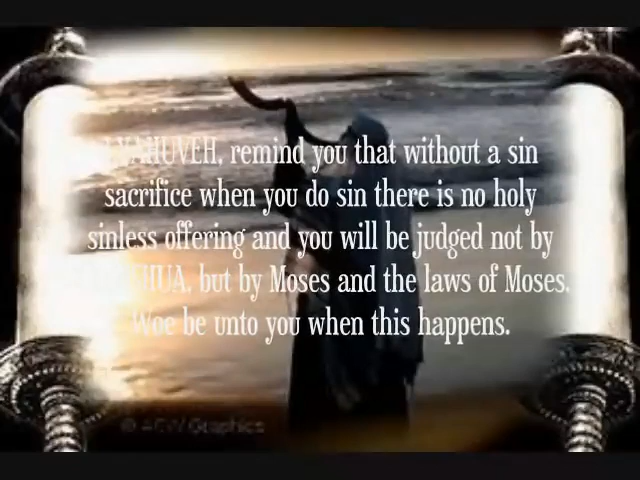 YAHUVEH, remind you that without a sin
sacrifice when you do sin there is no holy
sinless offering and you will be judged not by
HUA, but by Moses and the laws of Moses.
Woe be unto you when this happens.
Graphics